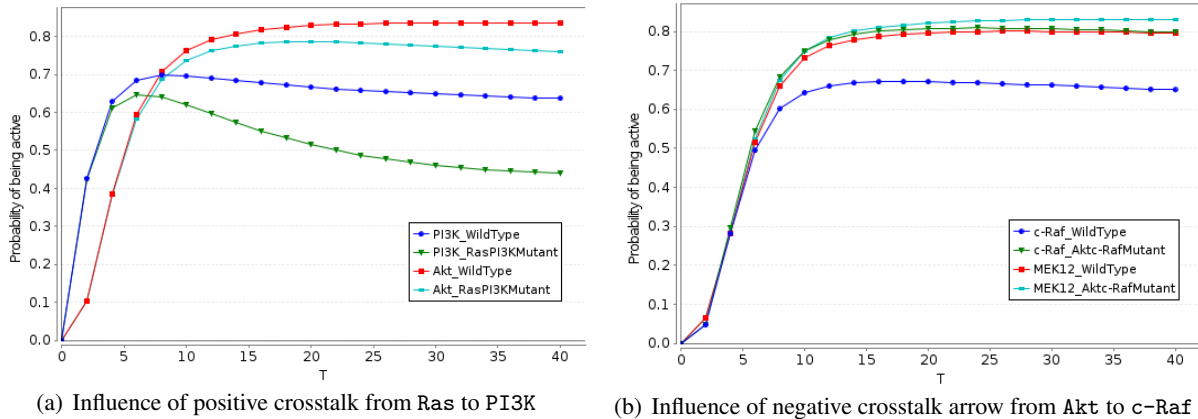 Probability of being active
0.8
0.7
0.6
0.5
0.4
0.3
0.2
0.1
0.0
PI3K_WildType
PI3K_RasPI3KMutant
Akt_WildType
Akt_RasPI3KMutant
0 5 10 15 20 25 30 35 40
T
(a) Influence of positive crosstalk from Ras to PI3K
Probability of being active
0.8
0.7
0.6
0.5
0.4
0.3
0.2
0.1
0.0
c-Raf_WildType
c-Raf_Aktc-RafMutant
MEK12_WildType
MEK12_Aktc-RafMutant
0 5 10 15 20 25 30 35 40
T
(b) Influence of negative crosstalk arrow from Akt to c-Raf